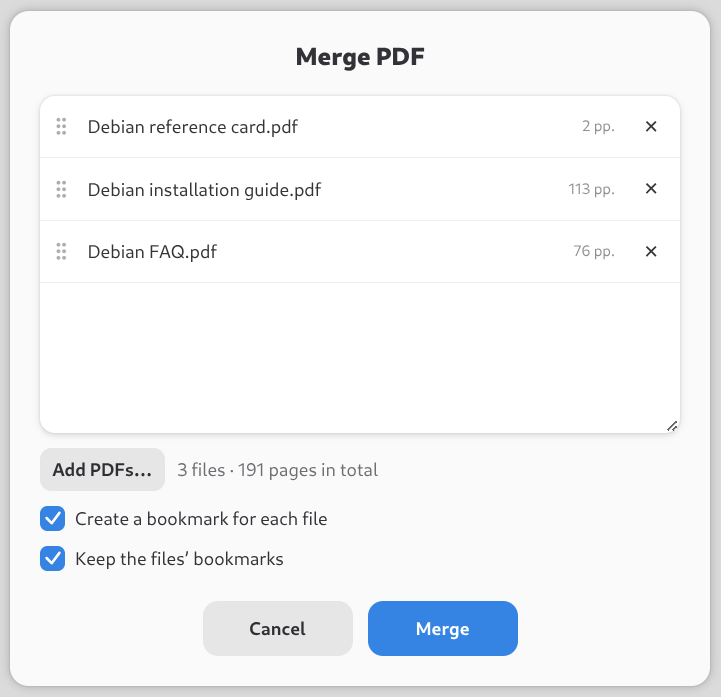 Merge PDF
Debian reference card.pdf 2 pp.
Debian installation guide.pdf 113 pp.
Debian FAQ.pdf 76 pp.
Add PDFs… 3 files · 191 pages in total
Create a bookmark for each file
Keep the files’ bookmarks
Cancel Merge